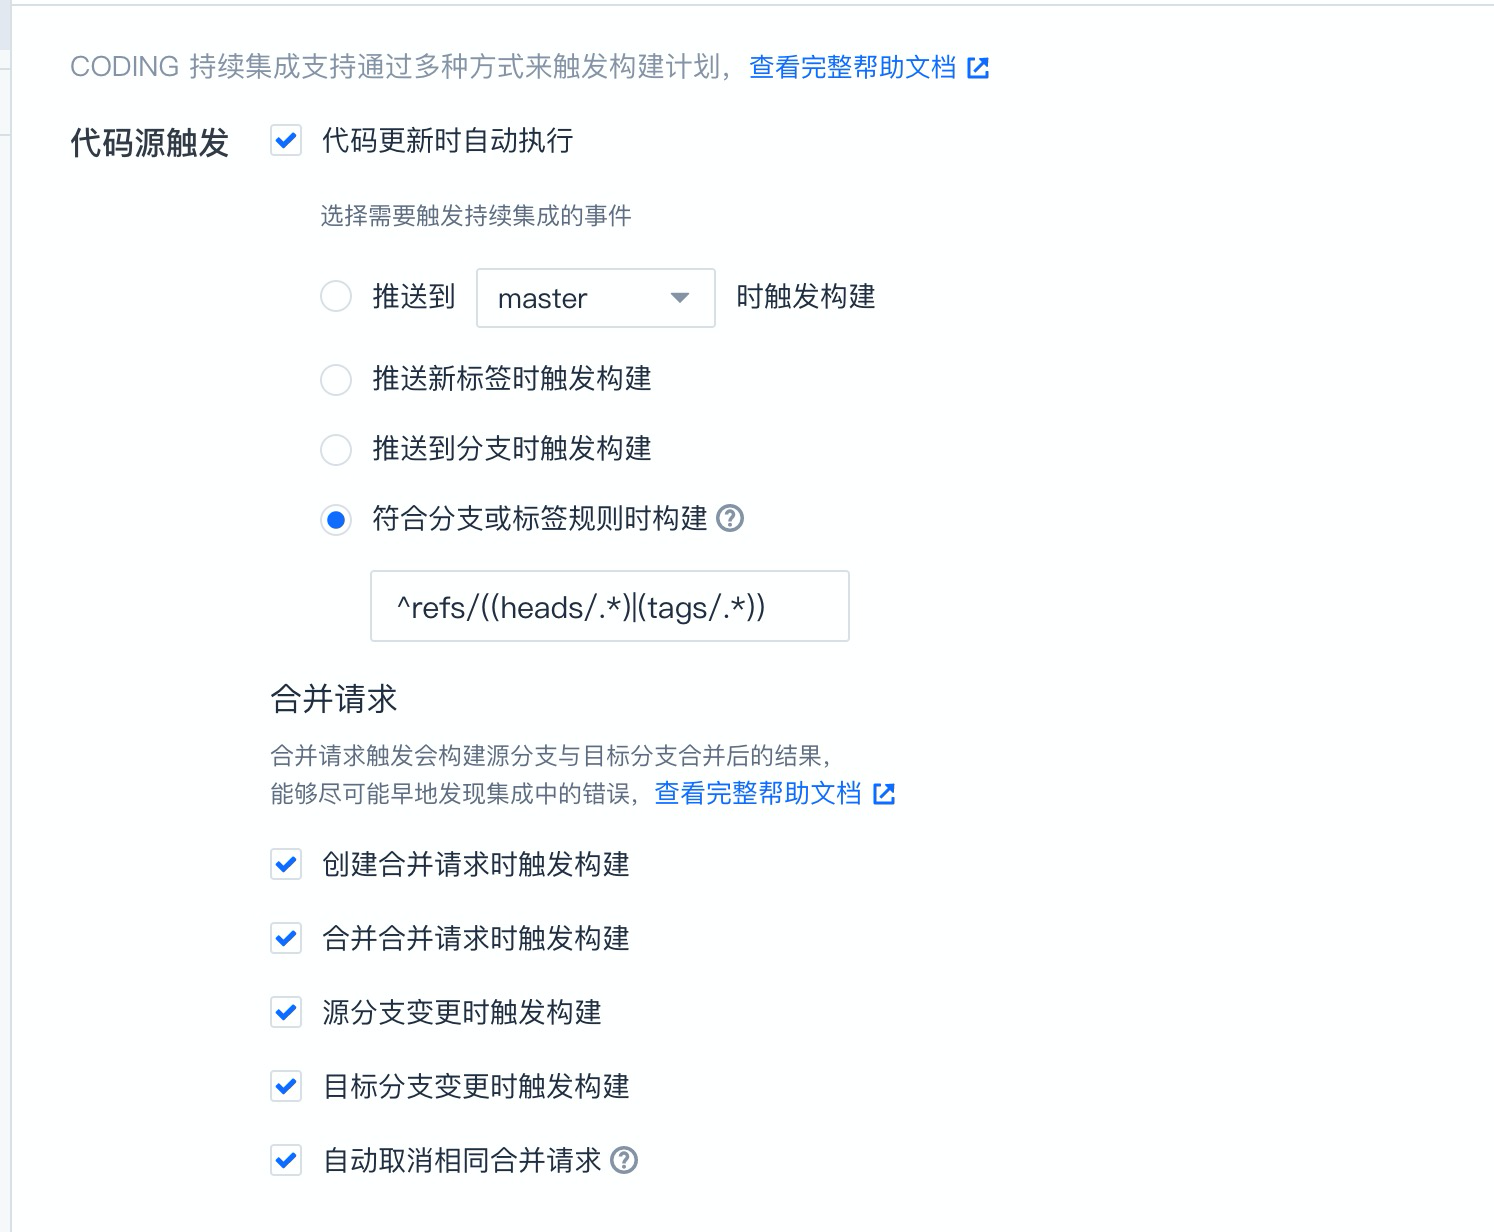 CODING 持续集成支持通过多种方式来触发构建计划，查看完整帮助文档
代码源触发 代码更新时自动执行
选择需要触发持续集成的事件
推送到 master 时触发构建
推送新标签时触发构建
推送到分支时触发构建
符合分支或标签规则时构建 ?
^refs/((heads/.*)|(tags/.*))
合并请求
合并请求触发会构建源分支与目标分支合并后的结果，
能够尽可能早地发现集成中的错误，查看完整帮助文档
创建合并请求时触发构建
合并合并请求时触发构建
源分支变更时触发构建
目标分支变更时触发构建
自动取消相同合并请求 ?